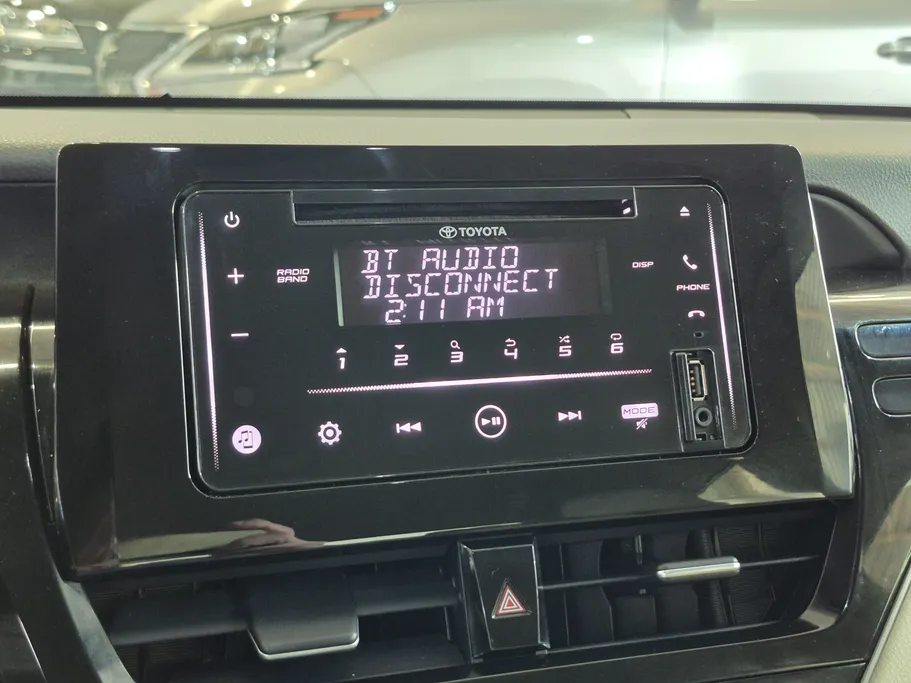 TOYOTA
BT AUDIO
DISCONNECT
2:11 AM
RADIO
BAND
DISP
PHONE
1 2 3 4 5 6
MODE